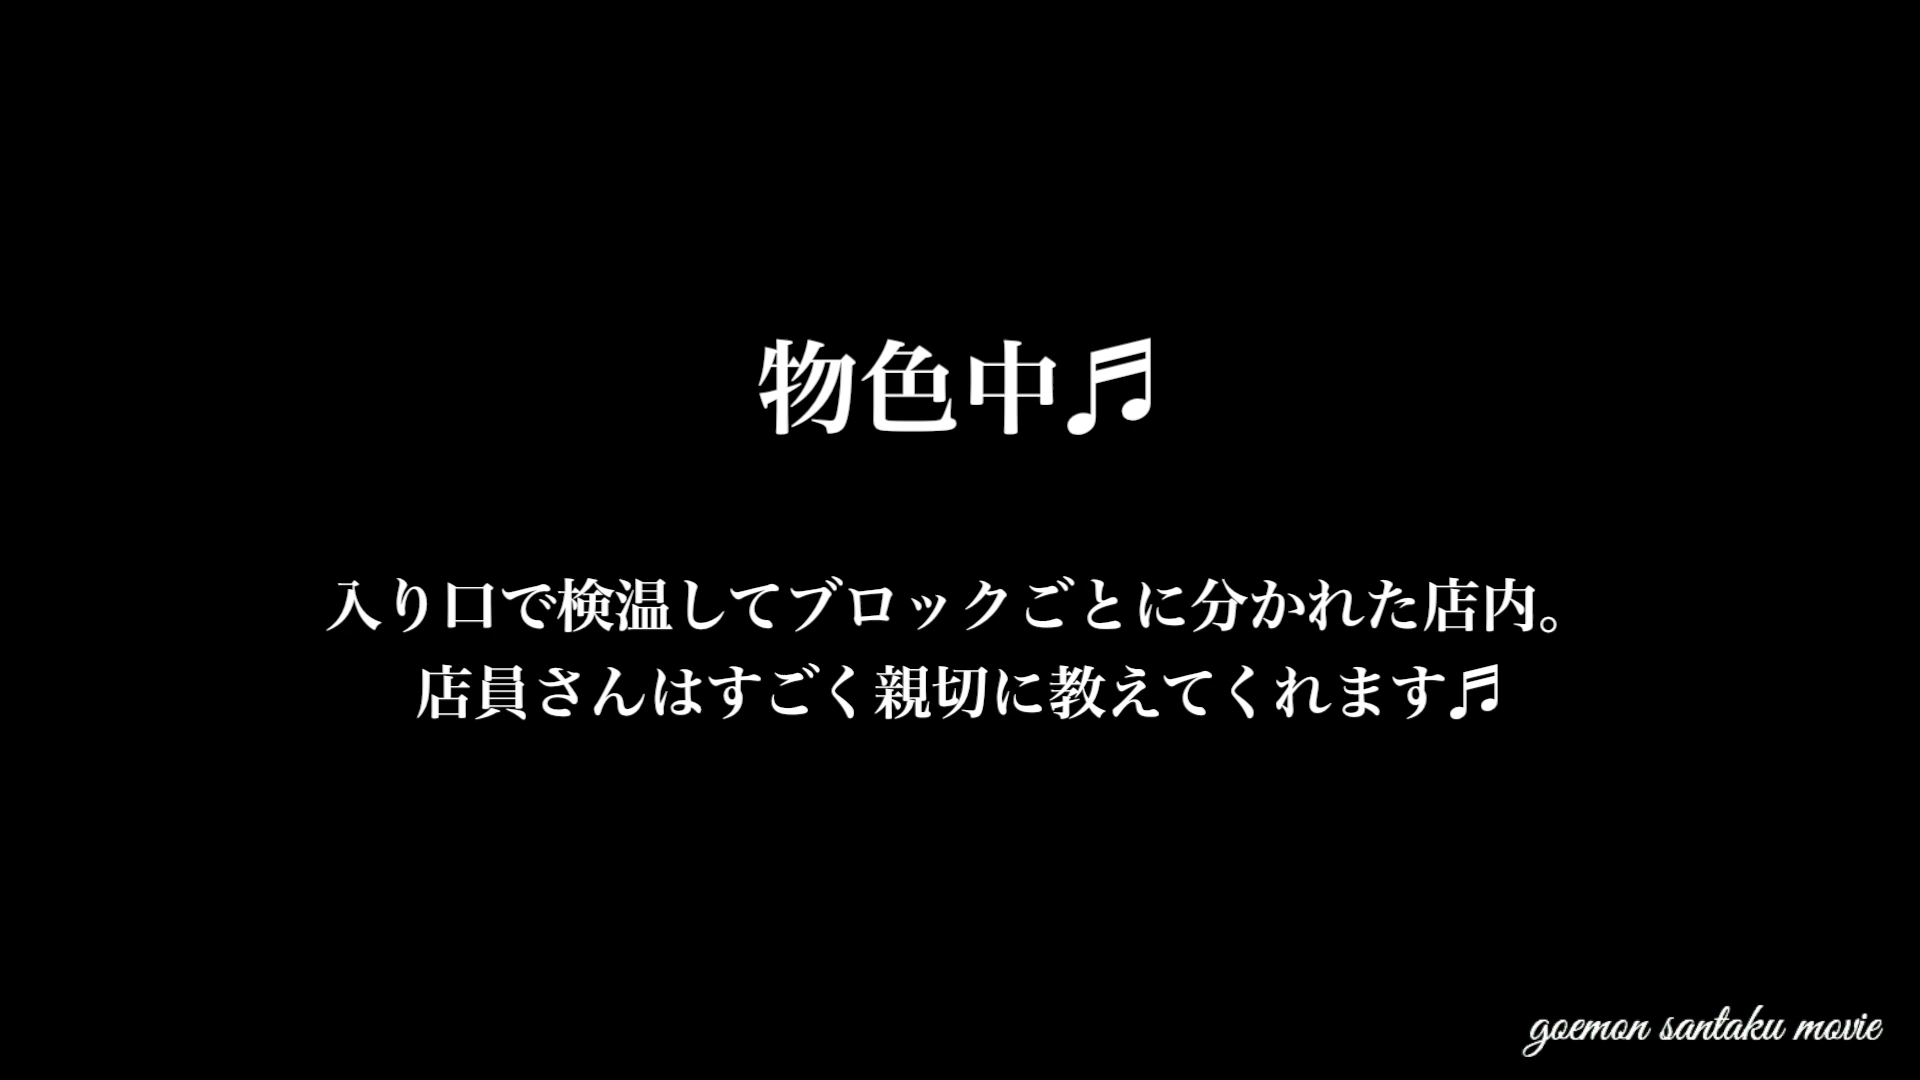 物色中♬
入り口で検温してブロックごとに分かれた店内。
店員さんはすごく親切に教えてくれます♬
goemon santaku movie